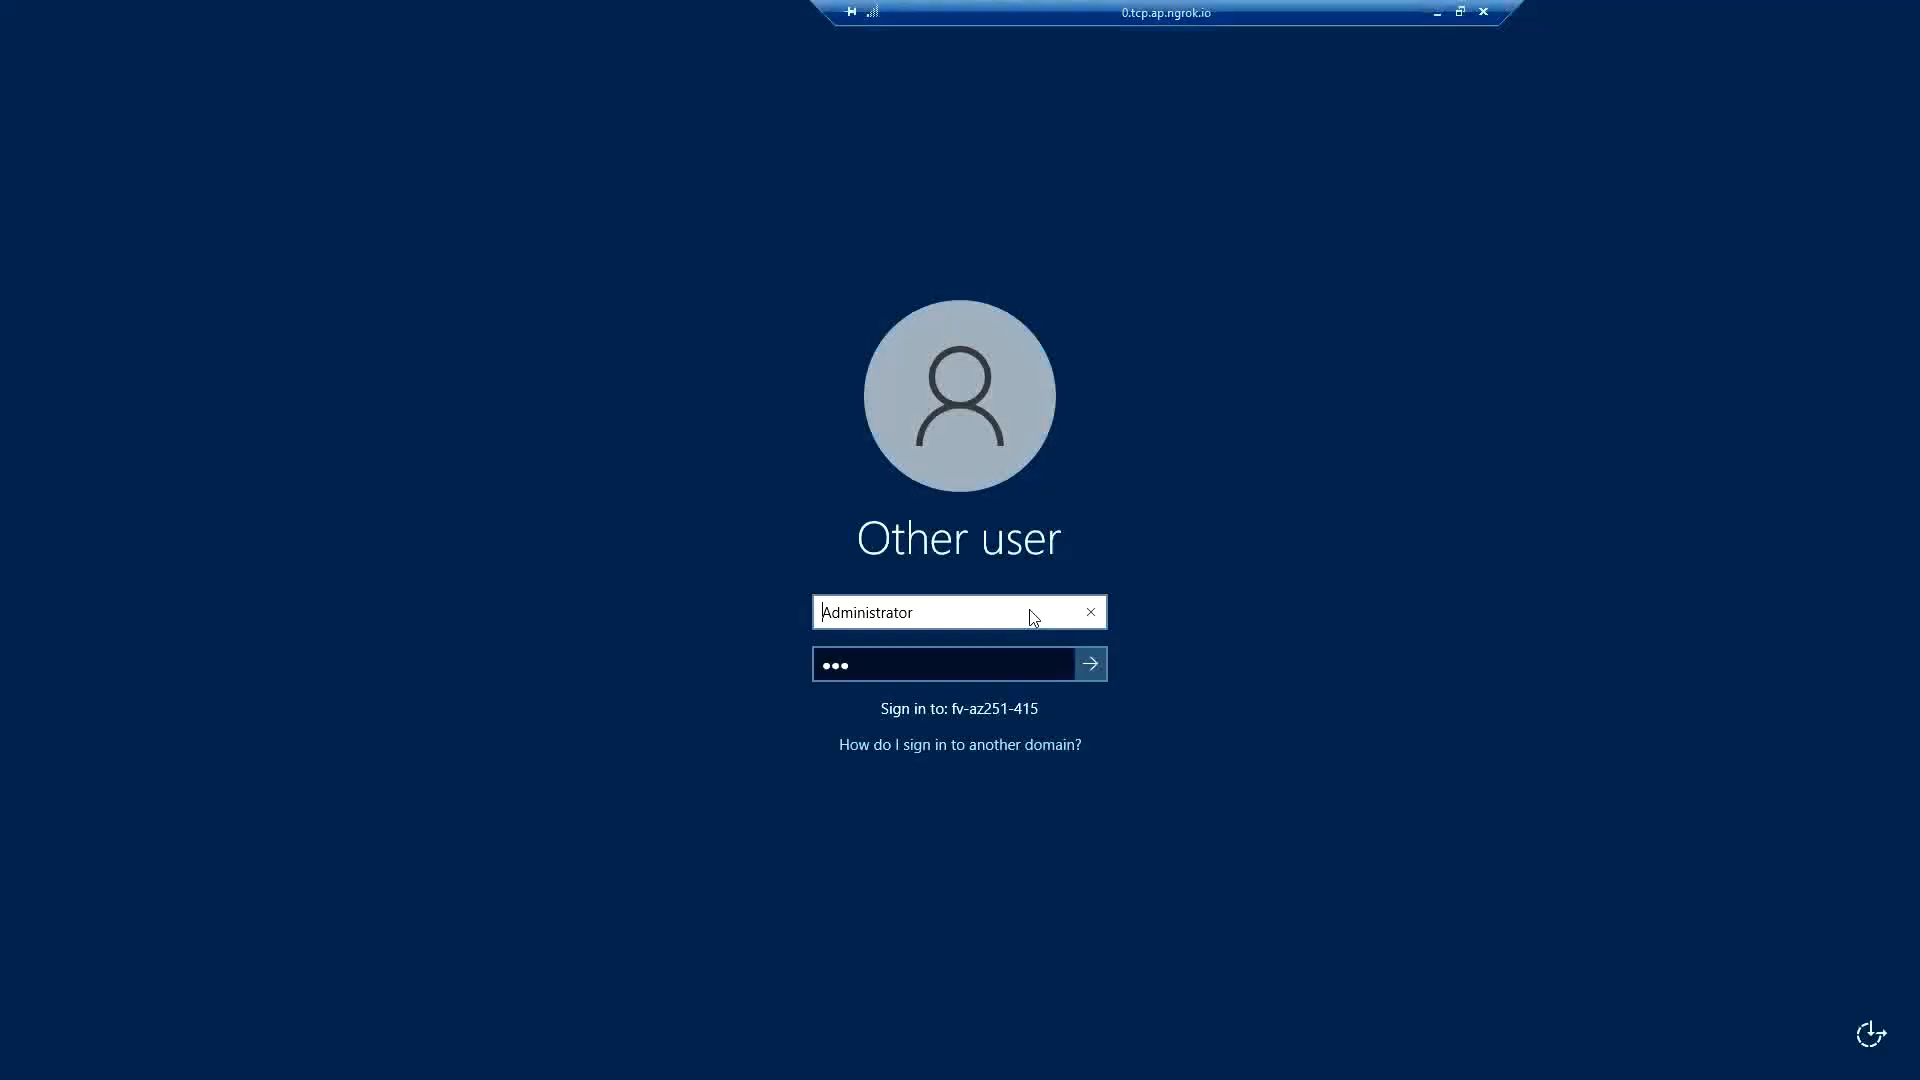 0.tcp.ap.ngrok.io
Other user
Administrator
Sign in to: fv-az251-415
How do I sign in to another domain?